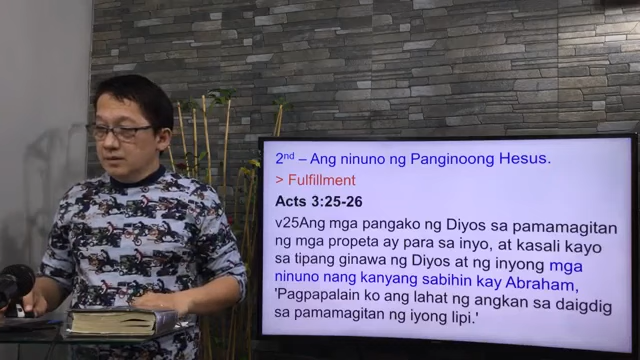 2nd – Ang ninuno ng Panginoong Hesus.
> Fulfillment
Acts 3:25-26
v25Ang mga pangako ng Diyos sa pamamagitan
ng mga propeta ay para sa inyo, at kasali kayo
sa tipang ginawa ng Diyos at ng inyong mga
ninuno nang kanyang sabihin kay Abraham,
'Pagpapalain ko ang lahat ng angkan sa daigdig
sa pamamagitan ng iyong lipi.'